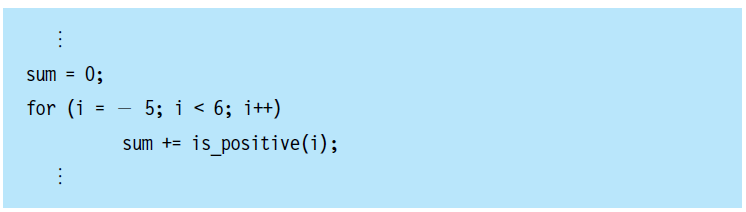 ⋮
sum = 0;
for (i = − 5; i < 6; i++)
sum += is_positive(i);
⋮